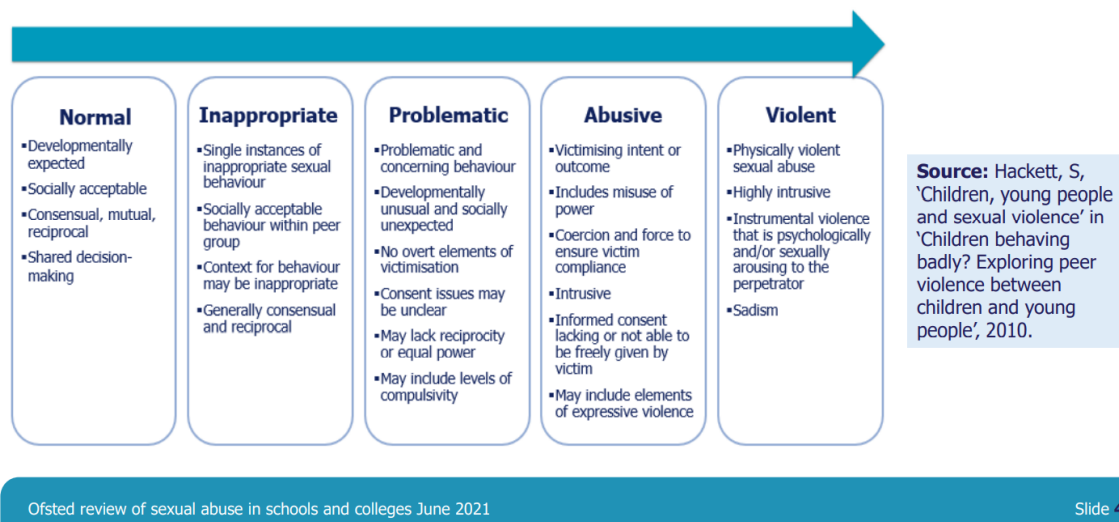 Normal
▪Developmentally
expected
▪Socially acceptable
▪Consensual, mutual,
reciprocal
▪Shared decision-
making
Inappropriate
▪Single instances of
inappropriate sexual
behaviour
▪Socially acceptable
behaviour within peer
group
▪Context for behaviour
may be inappropriate
▪Generally consensual
and reciprocal
Problematic
▪Problematic and
concerning behaviour
▪Developmentally
unusual and socially
unexpected
▪No overt elements of
victimisation
▪Consent issues may
be unclear
▪May lack reciprocity
or equal power
▪May include levels of
compulsivity
Abusive
▪Victimising intent or
outcome
▪Includes misuse of
power
▪Coercion and force to
ensure victim
compliance
▪Intrusive
▪Informed consent
lacking or not able to
be freely given by
victim
▪May include elements
of expressive violence
Violent
▪Physically violent
sexual abuse
▪Highly intrusive
▪Instrumental violence
that is psychologically
and/or sexually
arousing to the
perpetrator
▪Sadism
Source: Hackett, S,
‘Children, young people
and sexual violence’ in
‘Children behaving
badly? Exploring peer
violence between
children and young
people’, 2010.
Ofsted review of sexual abuse in schools and colleges June 2021
Slide